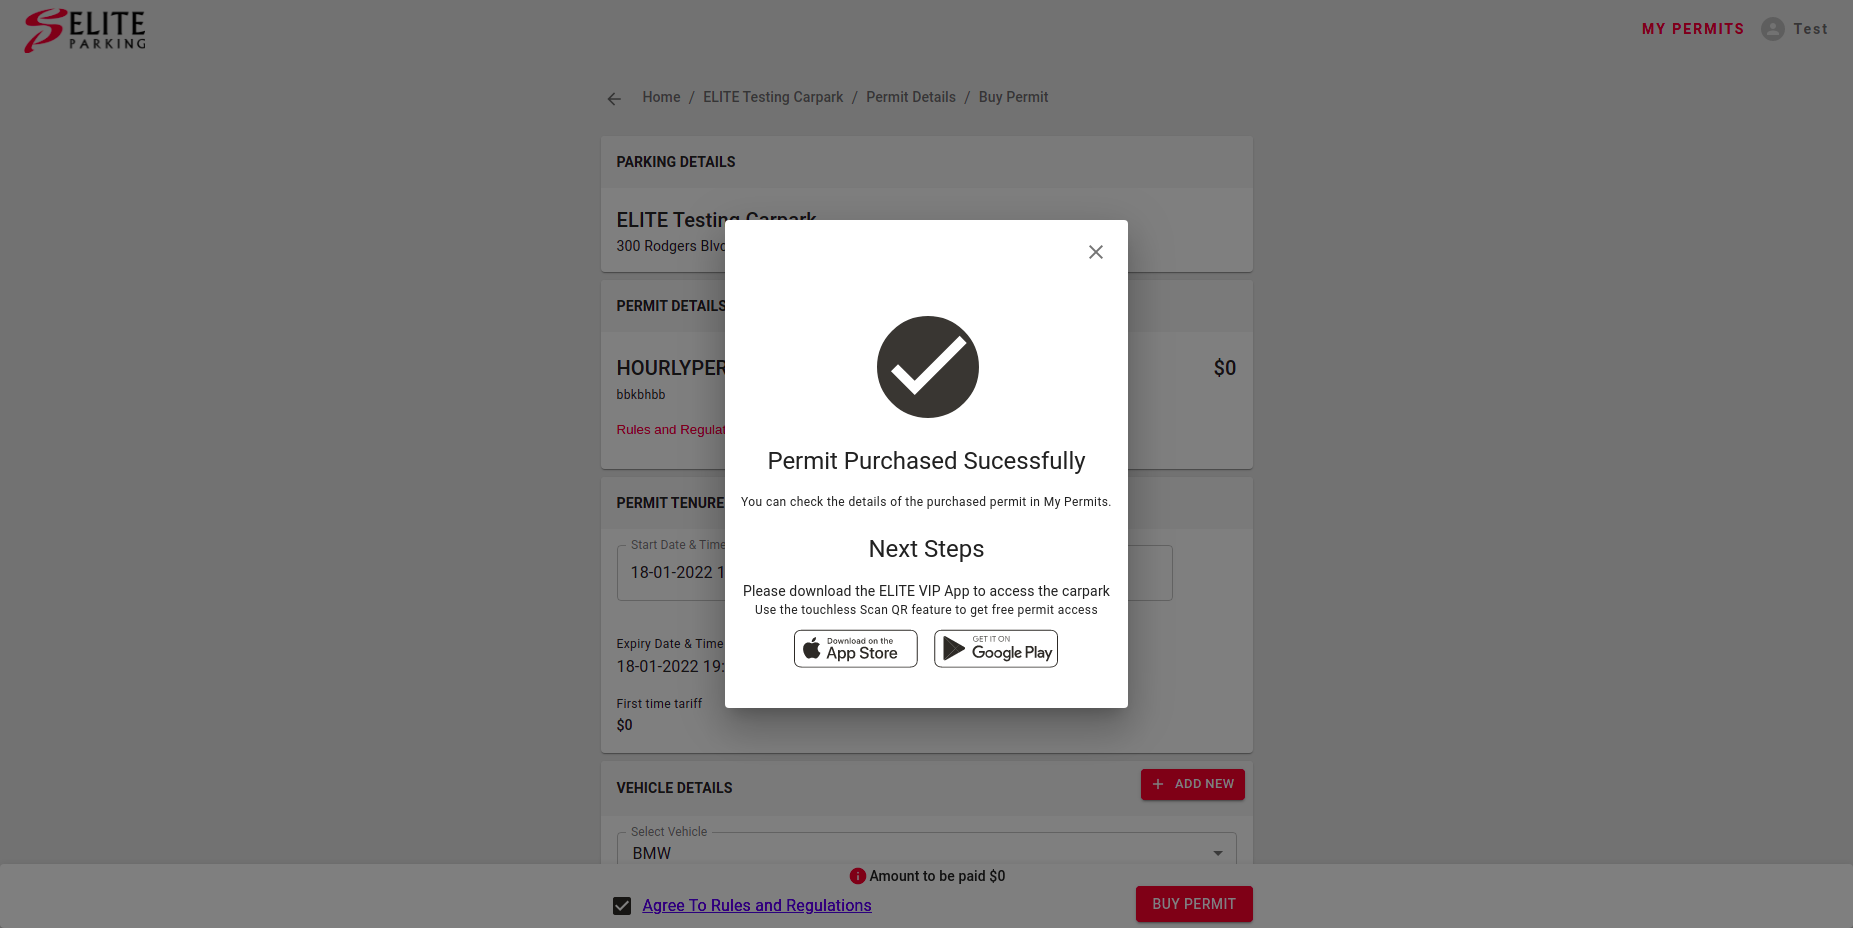 ELITE
PARKING
MY PERMITS
Test
Home / ELITE Testing Carpark / Permit Details / Buy Permit
PARKING DETAILS
ELITE Testing Carpark
300 Rodgers
PERMIT DETAILS
$0
bbkbhbb
Rules and
PERMIT TENURE
Start Date & Time
18-01-2022
Expiry Date & Time
18-01-2022 19:
First time tariff
$0
Permit Purchased Sucessfully
You can check the details of the purchased permit in My Permits.
Next Steps
Please download the ELITE VIP App to access the carpark
Use the touchless Scan QR feature to get free permit access
Download on the
App Store
GET IT ON
Google Play
VEHICLE DETAILS
+ ADD NEW
Select Vehicle
BMW
Amount to be paid $0
Agree To Rules and Regulations
BUY PERMIT